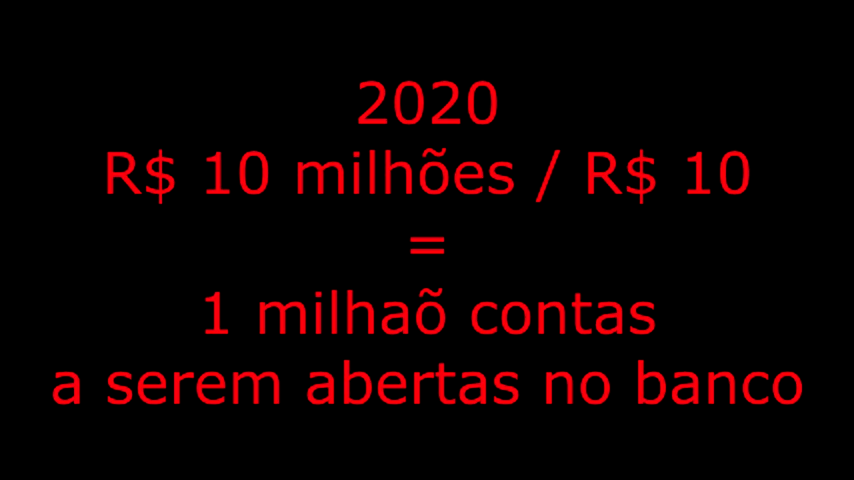 2020
R$ 10 milhões / R$ 10
=
1 milhaõ contas
a serem abertas no banco